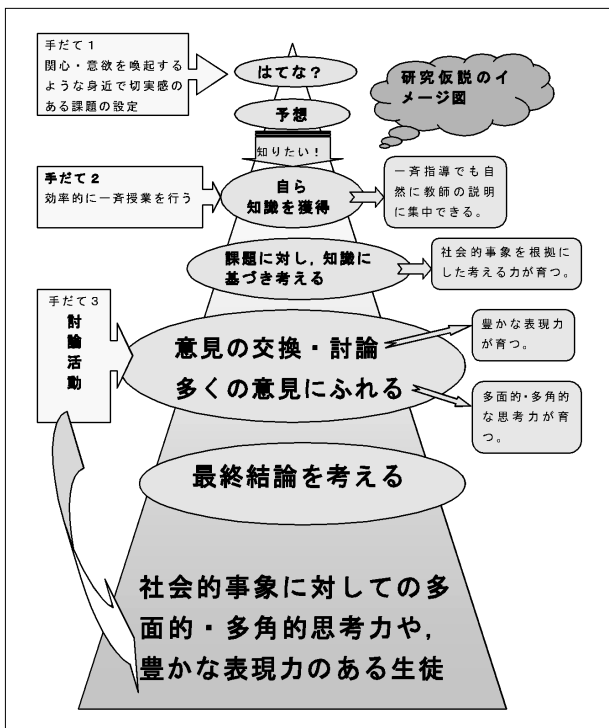 手だて1
関心・意欲を喚起する
ような身近で切実感の
ある課題の設定
はてな？
研究仮説のイ
メージ図
予想
知りたい！
手だて2
効率的に一斉授業を行う
自ら
知識を獲得
一斉指導でも自
然に教師の説明
に集中できる。
課題に対し，知識に
基づき考える
社会的事象を根拠に
した考える力が育つ。
手だて3
討論活動
意見の交換・討論
多くの意見にふれる
豊かな表現力
が育つ。
多面的・多角的
な思考力が育
つ。
最終結論を考える
社会的事象に対しての多
面的・多角的思考力や，
豊かな表現力のある生徒